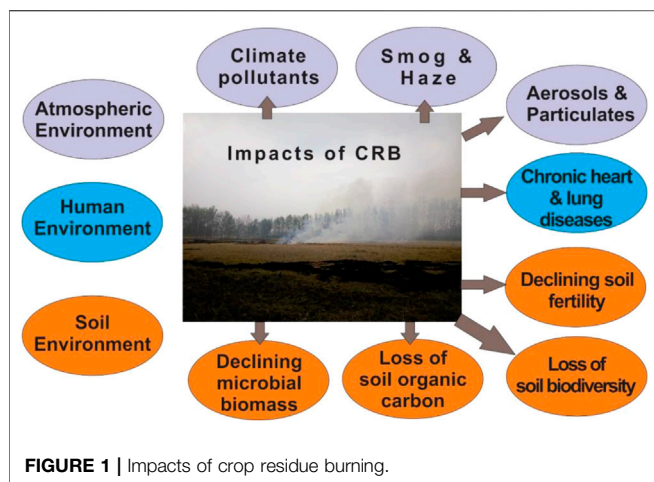 Climate
pollutants
Smog &
Haze
Atmospheric
Environment
Aerosols &
Particulates
Impacts of CRB
Human
Environment
Chronic heart
& lung
diseases
Soil
Environment
Declining soil
fertility
Declining
microbial
biomass
Loss of
soil organic
carbon
Loss of
soil biodiversity
FIGURE 1 | Impacts of crop residue burning.